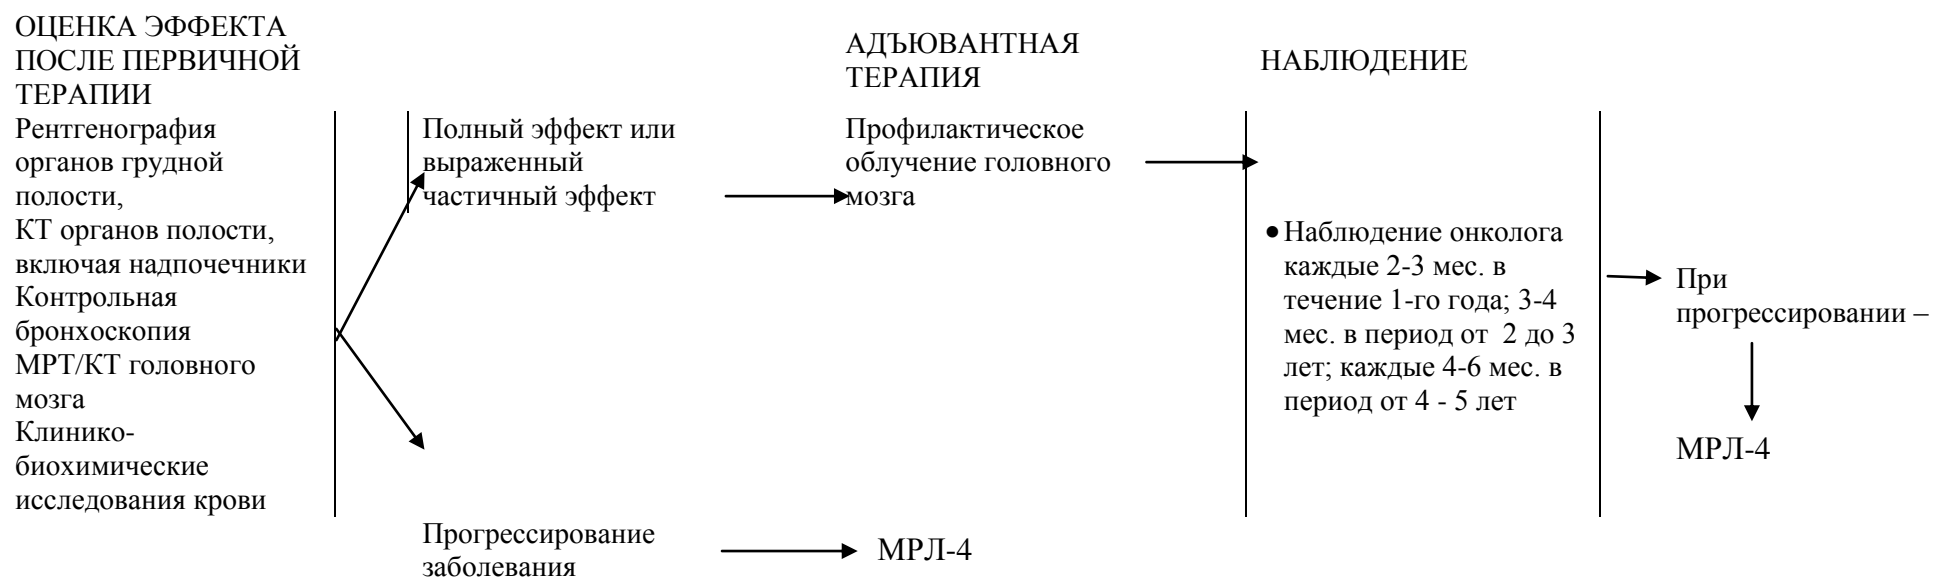 ОЦЕНКА ЭФФЕКТА
ПОСЛЕ ПЕРВИЧНОЙ
ТЕРАПИИ
Рентгенография
органов грудной
полости,
КТ органов полости,
включая надпочечники
Контрольная
бронхоскопия
МРТ/КТ головного
мозга
Клинико-
биохимические
исследования крови
Полный эффект или
выраженный
частичный эффект
Прогрессирование
заболевания
АДЪЮВАНТНАЯ
ТЕРАПИЯ
Профилактическое
облучение головного
мозга
МРЛ-4
НАБЛЮДЕНИЕ
•Наблюдение онколога
каждые 2-3 мес. в
течение 1-го года; 3-4
мес. в период от 2 до 3
лет; каждые 4-6 мес. в
период от 4 - 5 лет
При
прогрессировании –
МРЛ-4